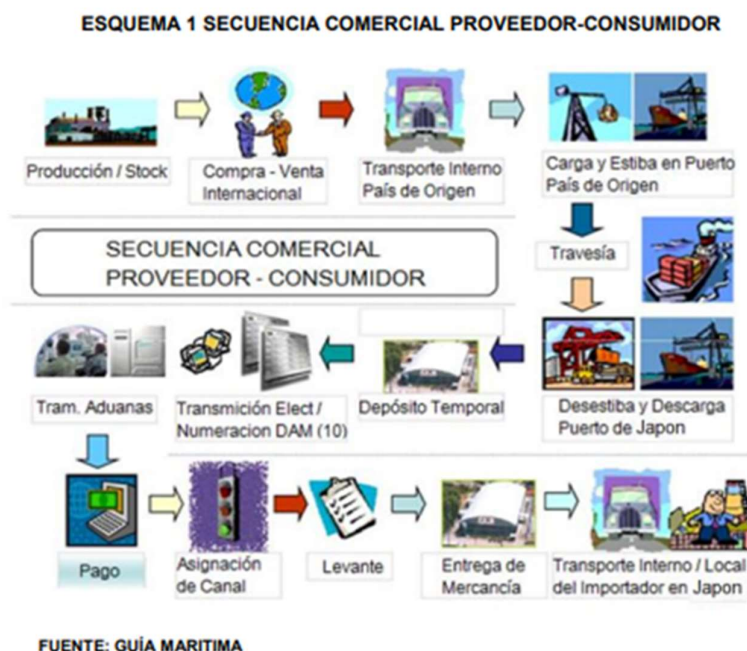 ESQUEMA 1 SECUENCIA COMERCIAL PROVEEDOR-CONSUMIDOR
Producción / Stock
Compra - Venta
Internacional
Transporte Interno
País de Origen
Carga y Estiba en Puerto
País de Origen
SECUENCIA COMERCIAL
PROVEEDOR - CONSUMIDOR
Travesía
Tram. Aduanas
Transmición Elect /
Numeracion DAM (10)
Depósito Temporal
Desestiba y Descarga
Puerto de Japon
Pago
Asignación
de Canal
Levante
Entrega de
Mercancía
Transporte Interno / Local
del Importador en Japon
FUENTE: GUÍA MARITIMA